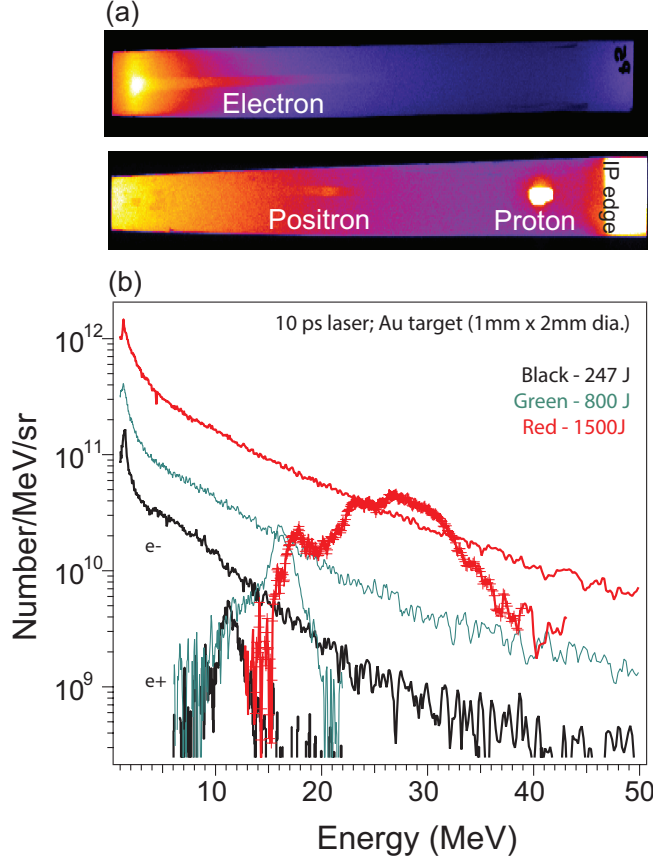 (a)
Electron
Positron
Proton
IP edge
(b)
10 ps laser; Au target (1mm x 2mm dia.)
Black - 247 J
Green - 800 J
Red - 1500J
Number/MeV/sr
10¹²
10¹¹
10¹⁰
10⁹
e-
e+
10
20
30
40
50
Energy (MeV)